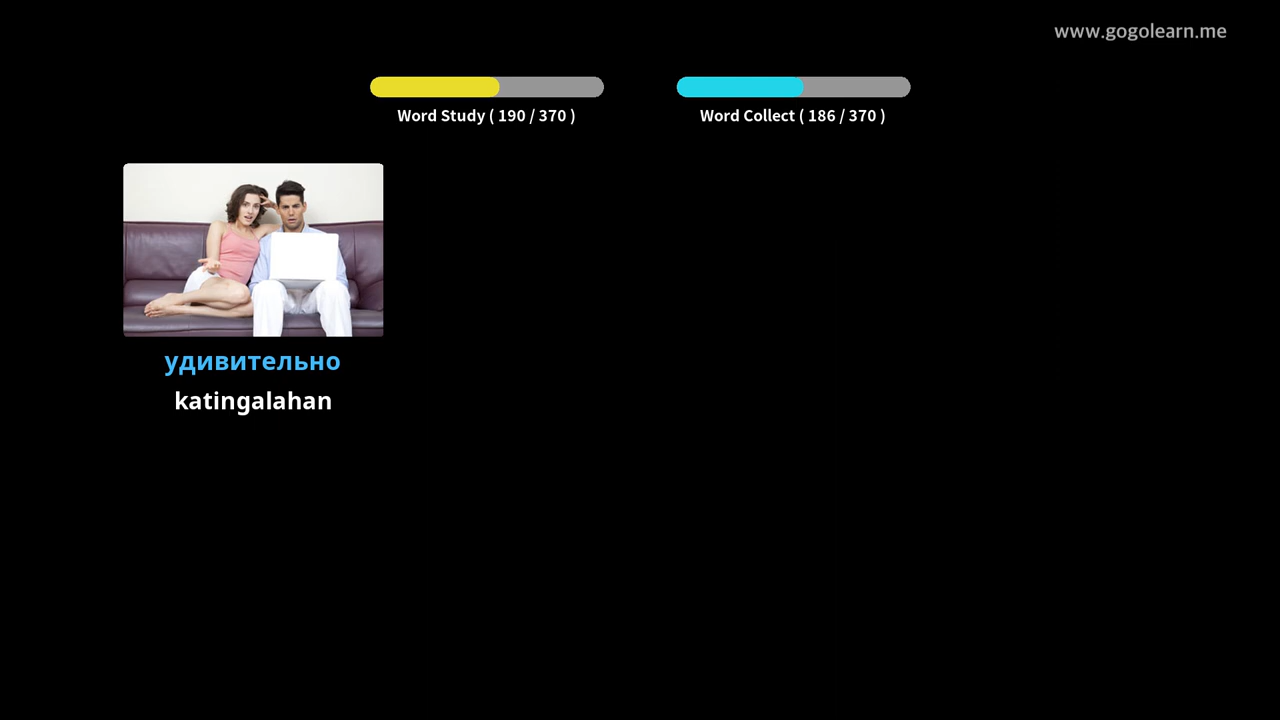 www.gogolearn.me
Word Study ( 190 / 370 )
Word Collect ( 186 / 370 )
удивительно
katingalahan